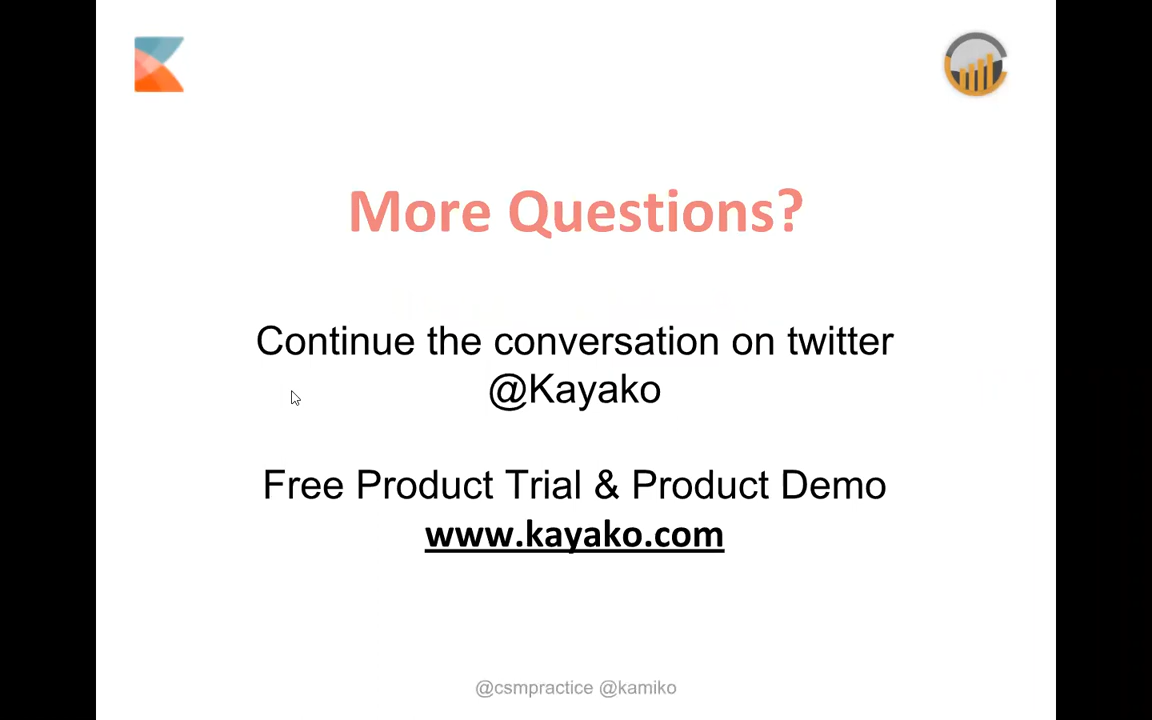 More Questions?
Continue the conversation on twitter
@Kayako
Free Product Trial & Product Demo
www.kayako.com
@csmpractice @kamiko